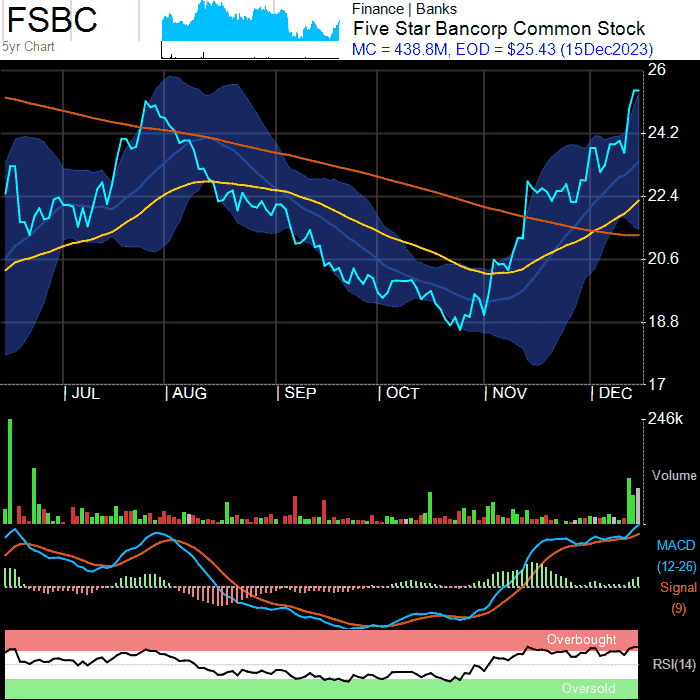 FSBC
5yr Chart
Finance | Banks
Five Star Bancorp Common Stock
MC = 438.8M, EOD = $25.43 (15Dec2023)
26
24.2
22.4
20.6
18.8
17
| JUL | AUG | SEP | OCT | NOV | DEC
246k
Volume
MACD
(12-26)
Signal
(9)
Overbought
RSI(14)
Oversold